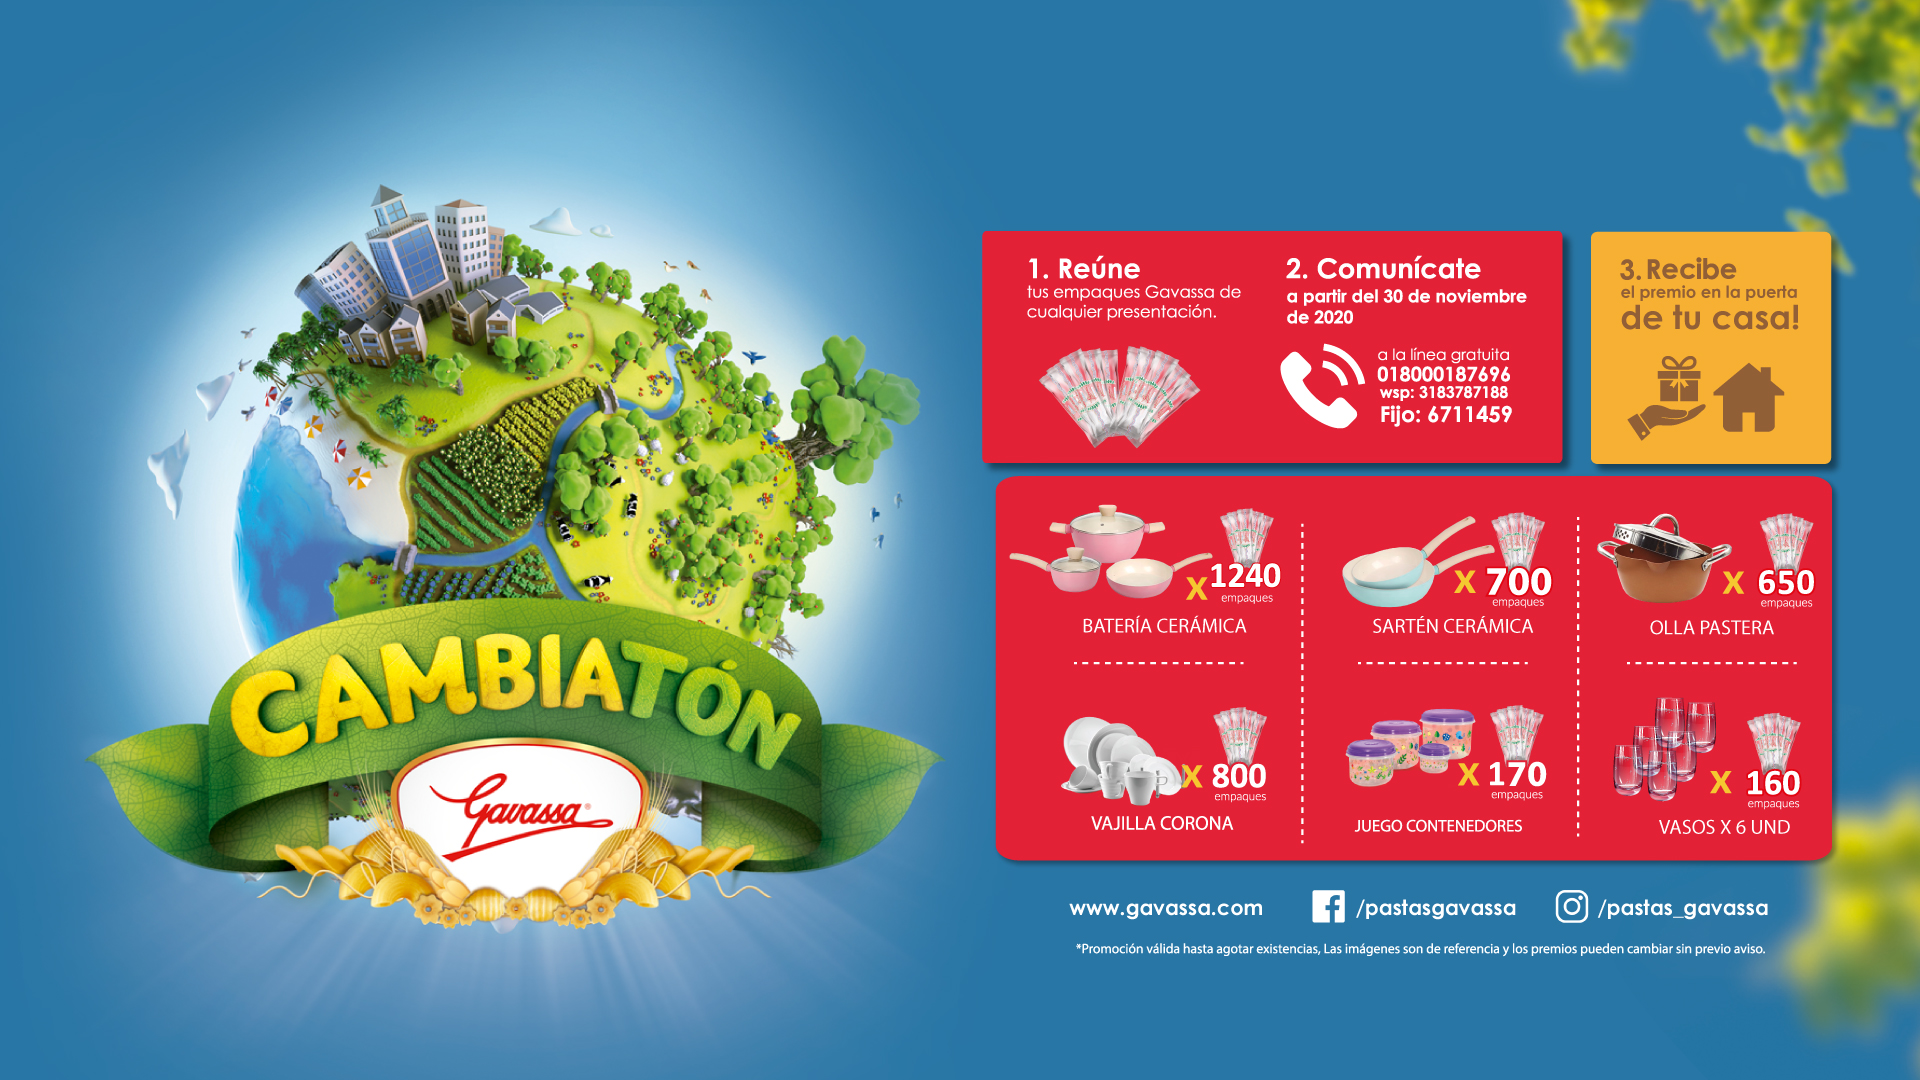 CAMBIATÓN
Gavassa®
1. Reúne
tus empaques Gavassa de
cualquier presentación.
2. Comunícate
a partir del 30 de noviembre
de 2020
a la línea gratuita
018000187696
wsp: 3183787188
Fijo: 6711459
3. Recibe
el premio en la puerta
de tu casa!
X 1240
empaques
BATERÍA CERÁMICA
X 700
empaques
SARTÉN CERÁMICA
X 650
empaques
OLLA PASTERA
X 800
empaques
VAJILLA CORONA
X 170
empaques
JUEGO CONTENEDORES
X 160
empaques
VASOS X 6 UND
www.gavassa.com
/pastasgavassa
/pastas_gavassa
*Promoción válida hasta agotar existencias, Las imágenes son de referencia y los premios pueden cambiar sin previo aviso.